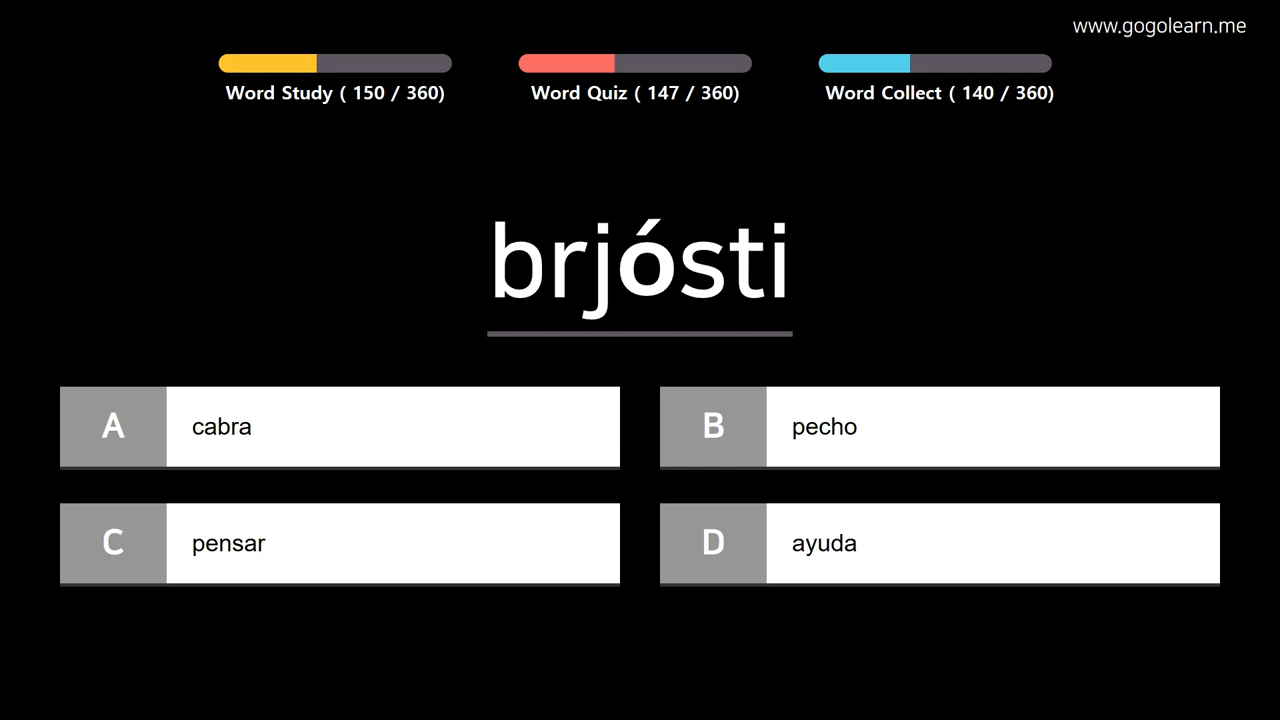 www.gogolearn.me
Word Study ( 150 / 360)
Word Quiz ( 147 / 360)
Word Collect ( 140 / 360)
brjósti
A cabra
B pecho
C pensar
D ayuda